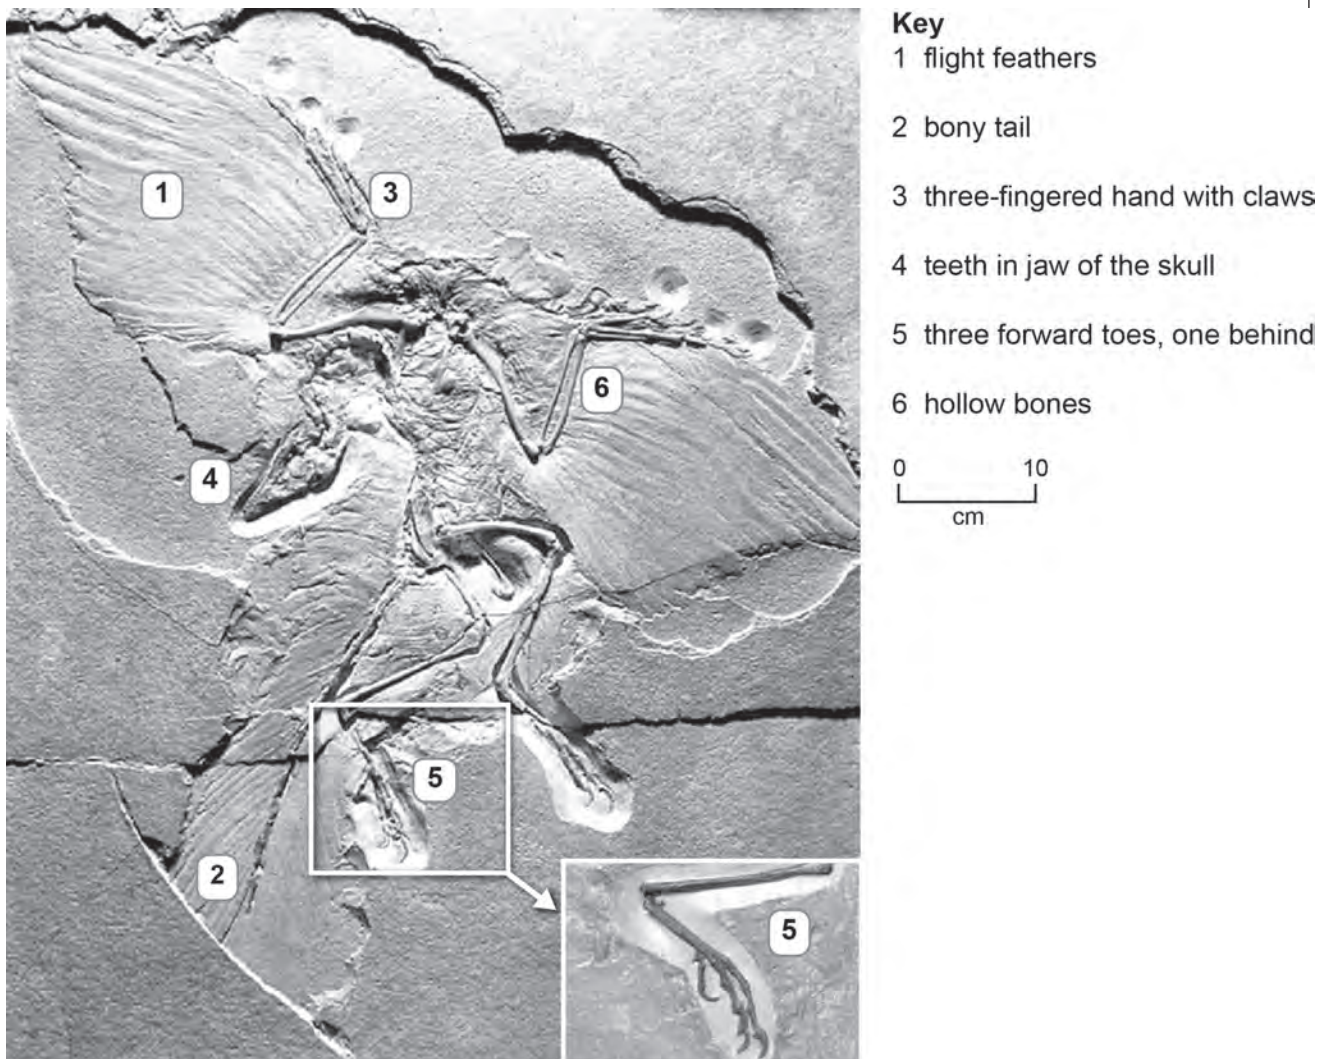 Key
1 flight feathers
2 bony tail
3 three-fingered hand with claws
4 teeth in jaw of the skull
5 three forward toes, one behind
6 hollow bones
0 10
cm
1
3
6
4
5
2
5